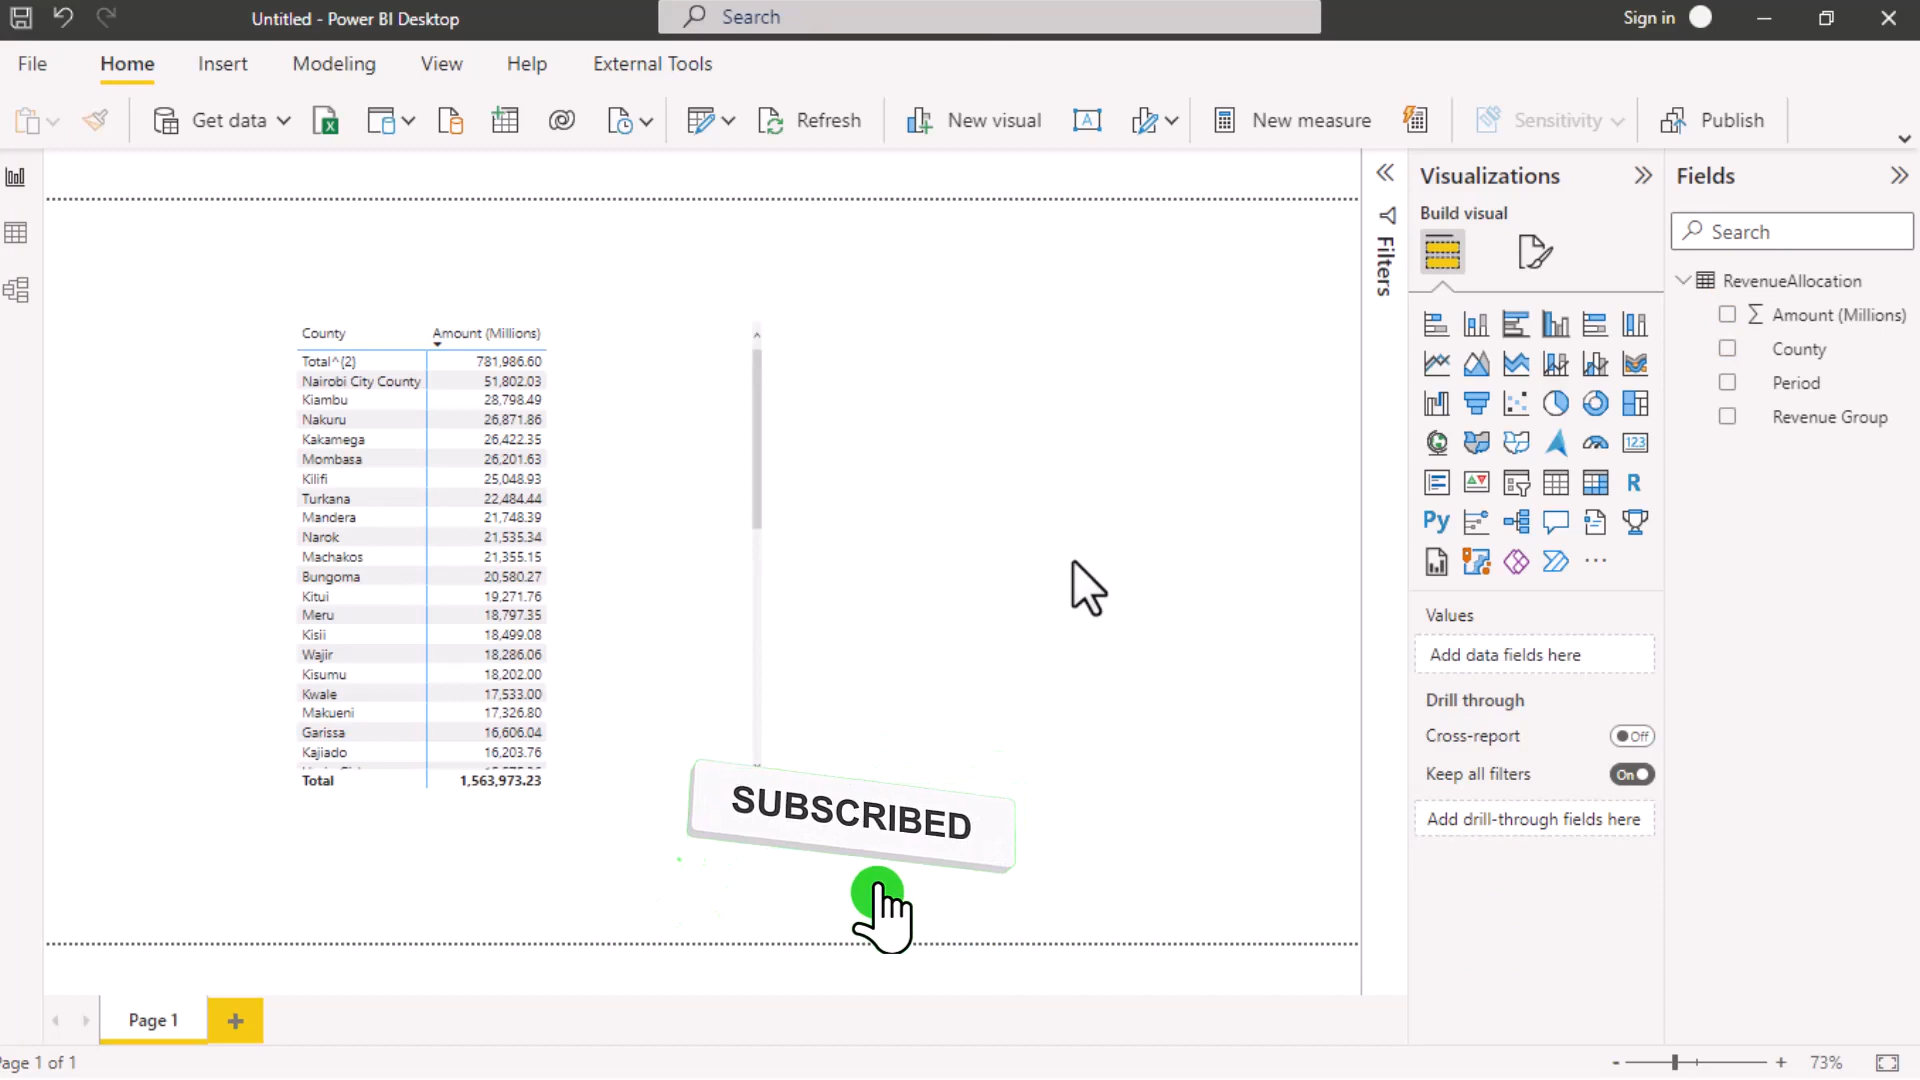 Untitled - Power BI Desktop
Search
Sign in
File
Home
Insert
Modeling
View
Help
External Tools
Get data
Refresh
New visual
New measure
Sensitivity
Publish
Visualizations
Build visual
Filters
Fields
Search
RevenueAllocation
Amount (Millions)
County
Period
Revenue Group
County Amount (Millions)
Total^{2} 781,986.60
Nairobi City County 51,802.03
Kiambu 28,798.49
Nakuru 26,871.86
Kakamega 26,422.35
Mombasa 26,201.63
Kilifi 25,048.93
Turkana 22,484.44
Mandera 21,748.39
Narok 21,535.34
Machakos 21,355.15
Bungoma 20,580.27
Kitui 19,271.76
Meru 18,797.35
Kisii 18,499.08
Wajir 18,286.06
Kisumu 18,202.00
Kwale 17,533.00
Makueni 17,326.80
Garissa 16,606.04
Kajiado 16,203.76
Total 1,563,973.23
123
R
Py
Values
Add data fields here
Drill through
Cross-report Off
Keep all filters On
Add drill-through fields here
SUBSCRIBED
Page 1
Page 1 of 1
73%